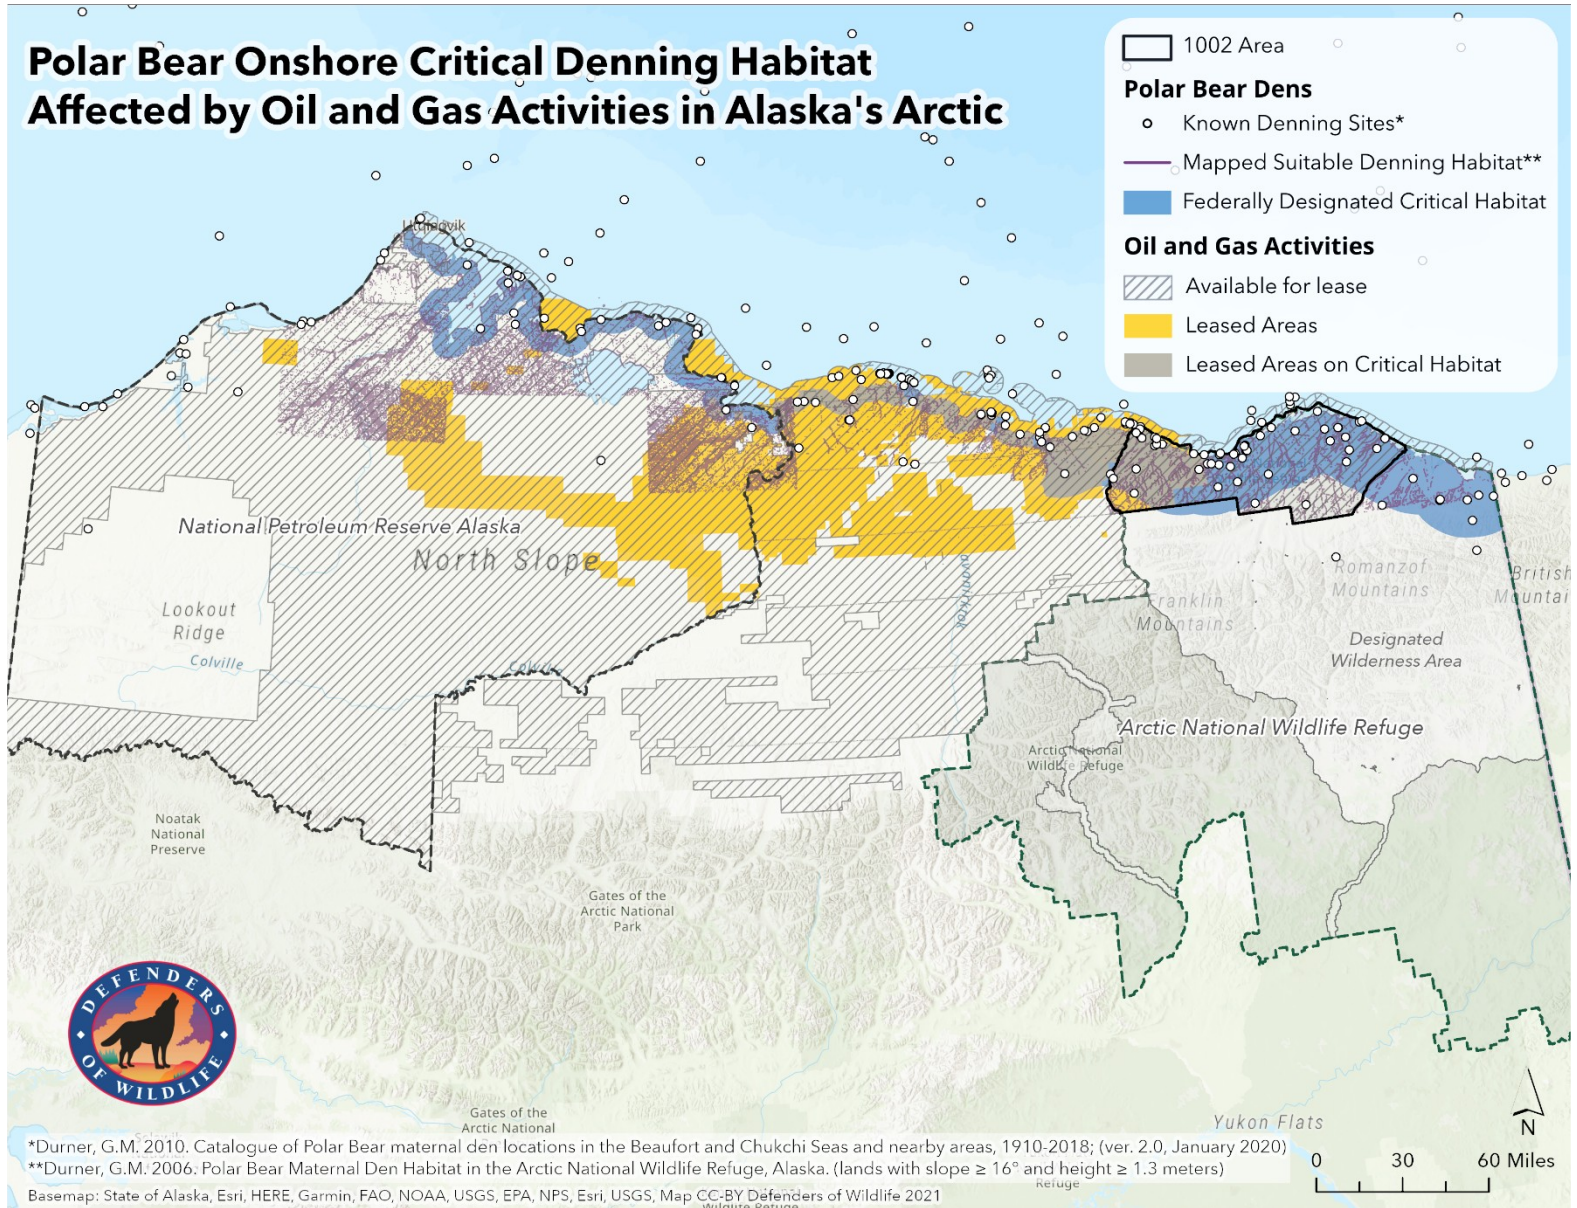 Polar Bear Onshore Critical Denning Habitat
Affected by Oil and Gas Activities in Alaska's Arctic
1002 Area
Polar Bear Dens
Known Denning Sites*
Mapped Suitable Denning Habitat**
Federally Designated Critical Habitat
Oil and Gas Activities
Available for lease
Leased Areas
Leased Areas on Critical Habitat
National Petroleum Reserve Alaska
North Slope
Lookout
Ridge
Colville
Romanzof
Mountains
British
Franklin
Mountains
Designated
Wilderness Area
Arctic National Wildlife Refuge
Arctic National
Wildlife Refuge
Noatak
National
Preserve
Gates of the
Arctic National
Park
DEFENDERS
OF WILDLIFE
Gates of the
Arctic National
Yukon Flats
N
*Durner, G.M. 2010. Catalogue of Polar Bear maternal den locations in the Beaufort and Chukchi Seas and nearby areas, 1910-2018; (ver. 2.0, January 2020)
**Durner, G.M. 2006. Polar Bear Maternal Den Habitat in the Arctic National Wildlife Refuge, Alaska. (lands with slope ≥ 16° and height ≥ 1.3 meters)
Refuge
0 30 60 Miles
Basemap: State of Alaska, Esri, HERE, Garmin, FAO, NOAA, USGS, EPA, NPS, Esri, USGS, Map CC-BY Defenders of Wildlife 2021